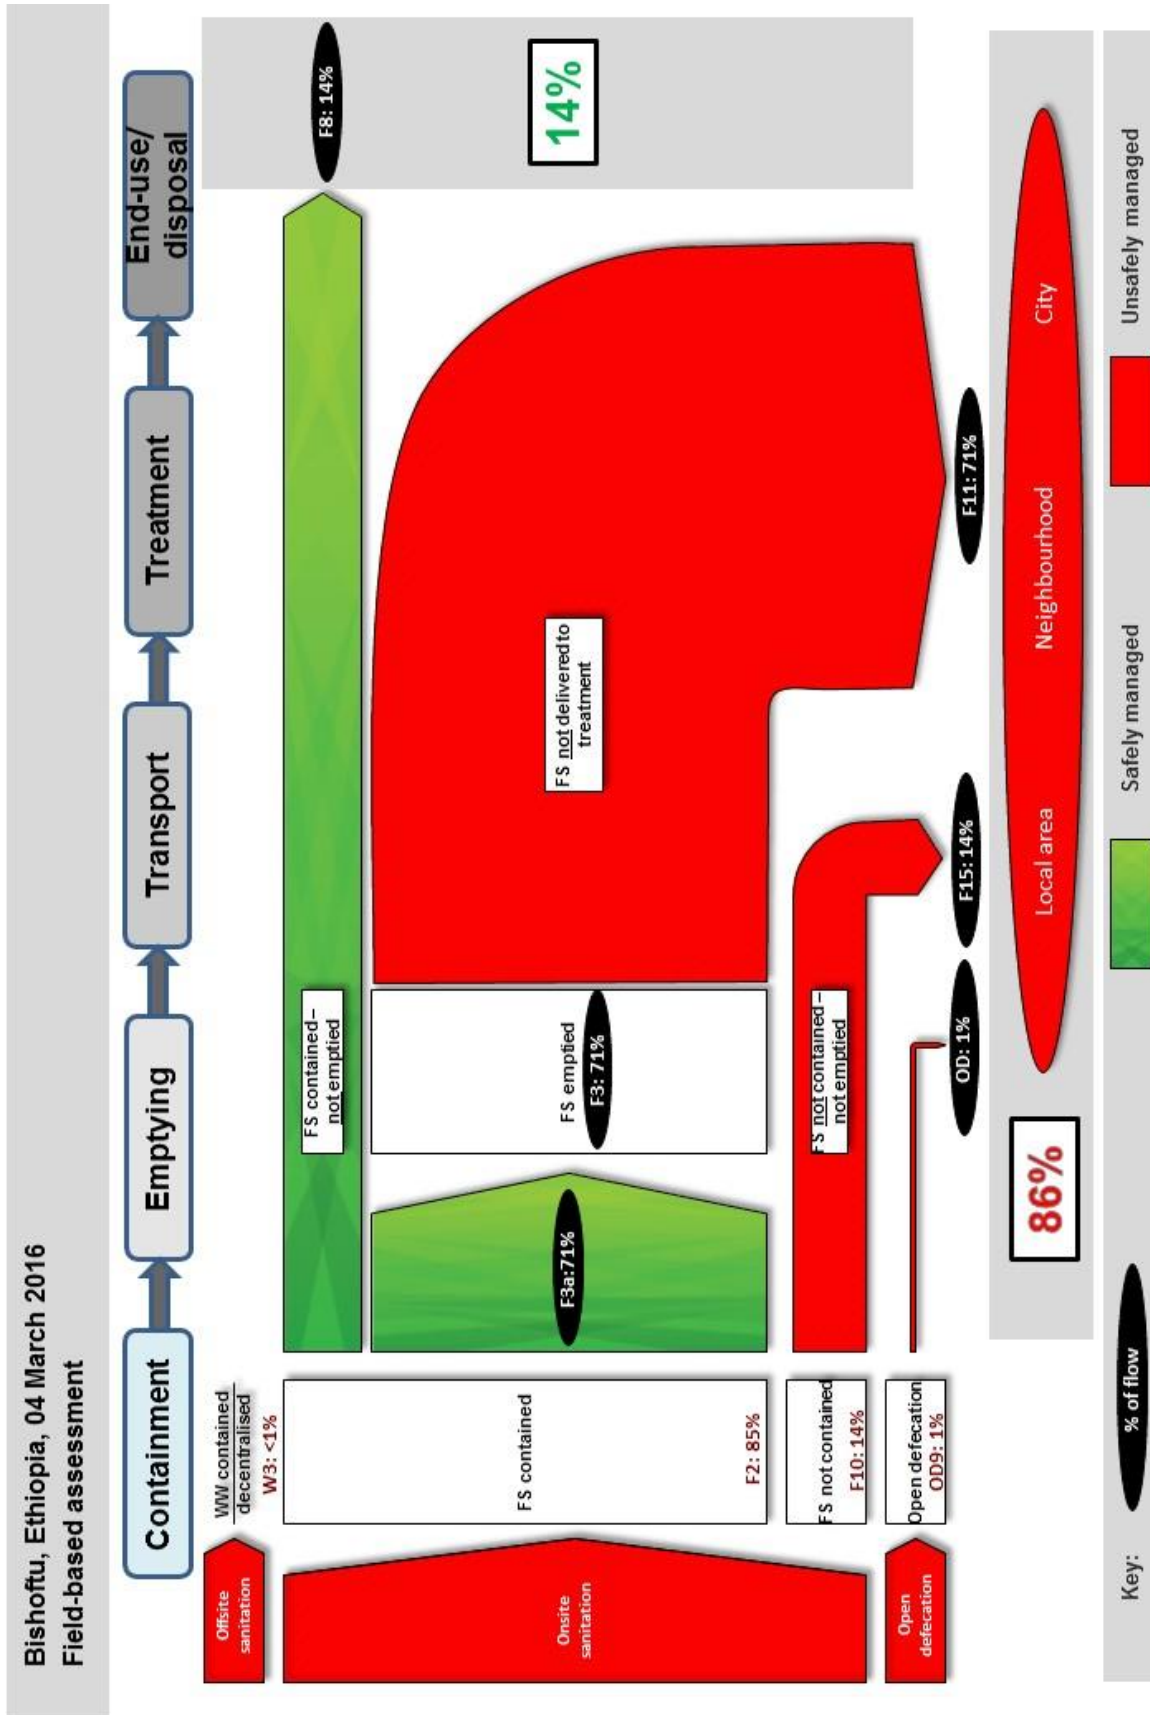 Bishoftu, Ethiopia, 04 March 2016
Field-based assessment
Containment
Emptying
Transport
Treatment
End-use/
disposal
Offsite
sanitation
WW contained
decentralised
W3: <1%
Onsite
sanitation
FS contained
F2: 85%
FS contained –
not emptied
F8: 14%
F3a:71%
FS emptied
F3: 71%
FS not delivered to
treatment
14%
FS not contained
F10: 14%
FS not contained –
not emptied
Open
defecation
Open defecation
OD9: 1%
OD: 1%
F15: 14%
F11: 71%
86%
Local area
Neighbourhood
City
Key:
% of flow
Safely managed
Unsafely managed